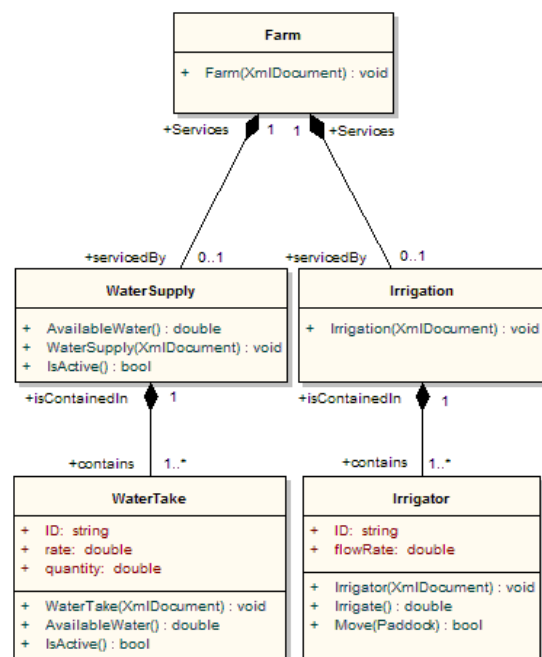 Farm
+ Farm(XmlDocument) : void
+Services 1 1 +Services
+servicedBy 0..1 +servicedBy 0..1
WaterSupply
+ AvailableWater() : double
+ WaterSupply(XmlDocument) : void
+ IsActive() : bool
Irrigation
+ Irrigation(XmlDocument) : void
+isContainedIn 1 +isContainedIn 1
+contains 1..* +contains 1..*
WaterTake
+ ID: string
+ rate: double
+ quantity: double
+ WaterTake(XmlDocument) : void
+ AvailableWater() : double
+ IsActive() : bool
Irrigator
+ ID: string
+ flowRate: double
+ Irrigator(XmlDocument) : void
+ Irrigate() : double
+ Move(Paddock) : bool